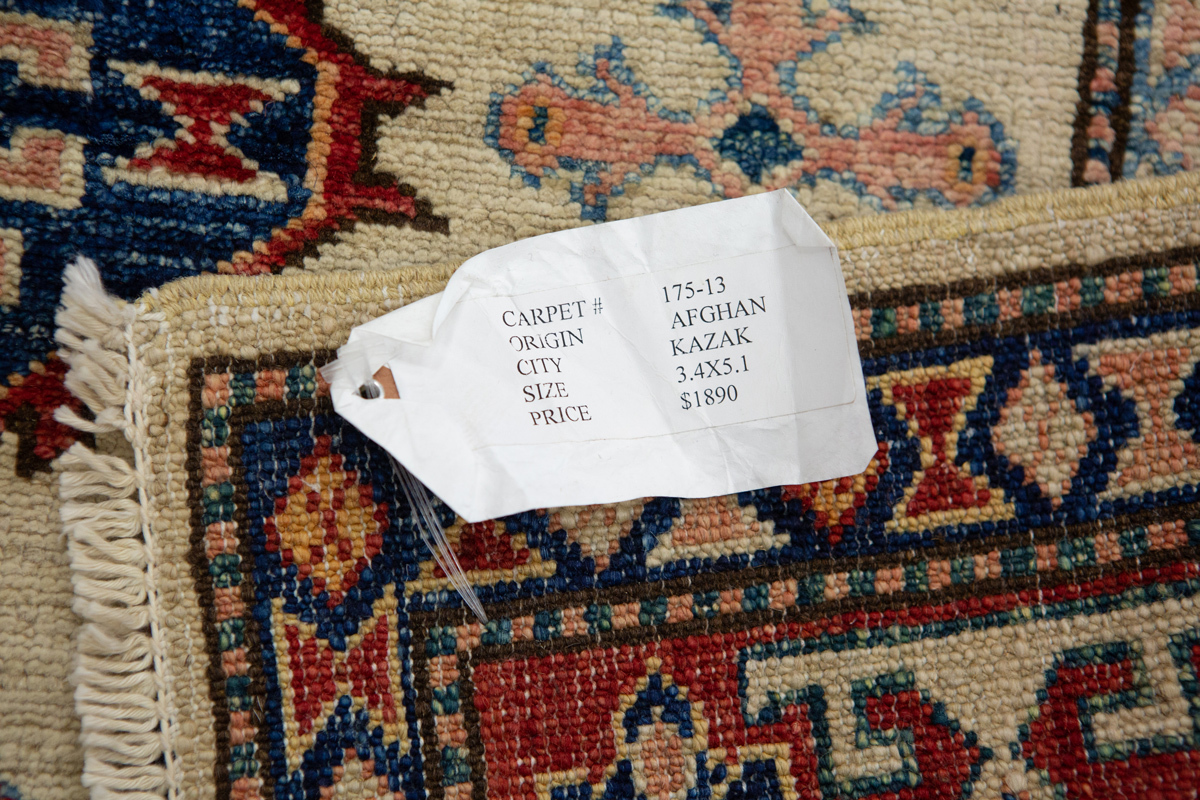 CARPET # 175-13
ORIGIN AFGHAN
CITY KAZAK
SIZE 3.4X5.1
PRICE $1890